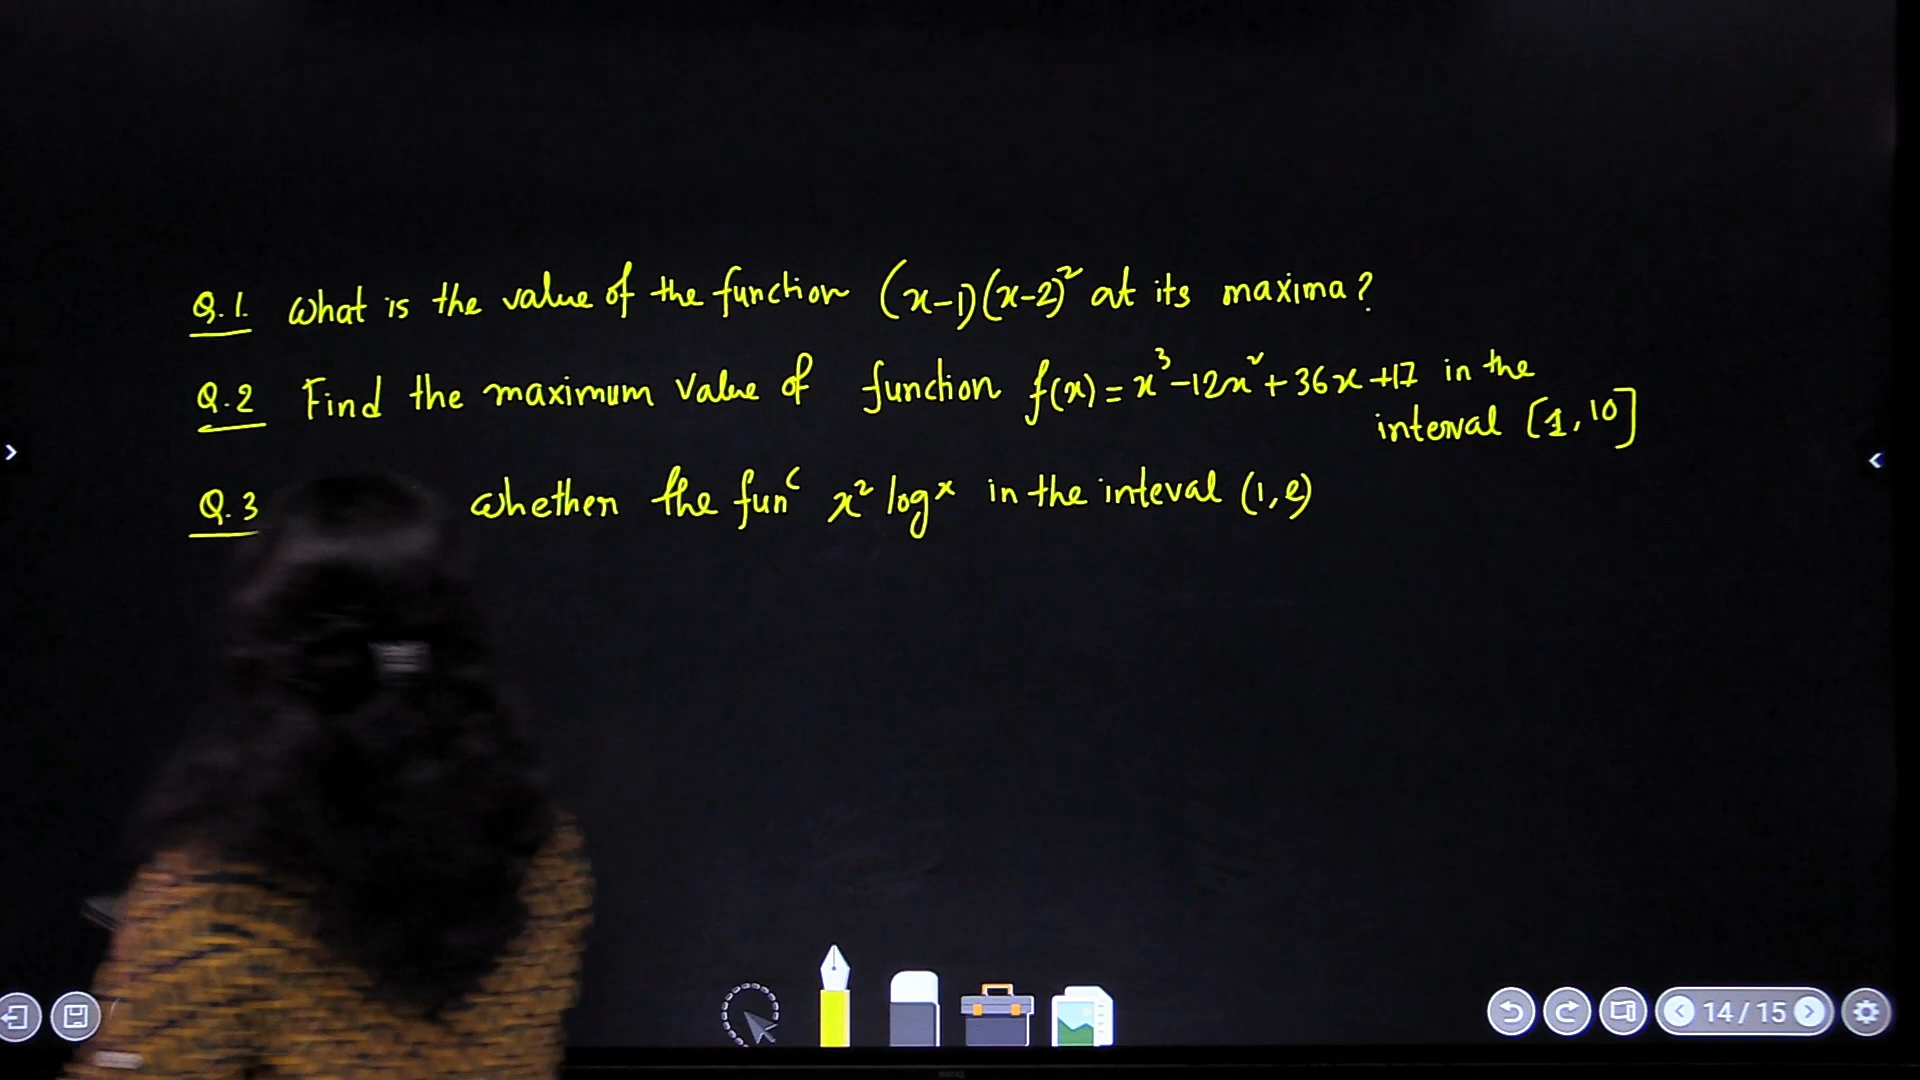 Q.1. What is the value of the function (x-1)(x-2)² at its maxima?
Q.2 Find the maximum value of function f(x) = x³-12x²+36x+17 in the
interval [1,10]
Q.3 whether the funᶜ x² log x in the inteval (1,e)
14/15